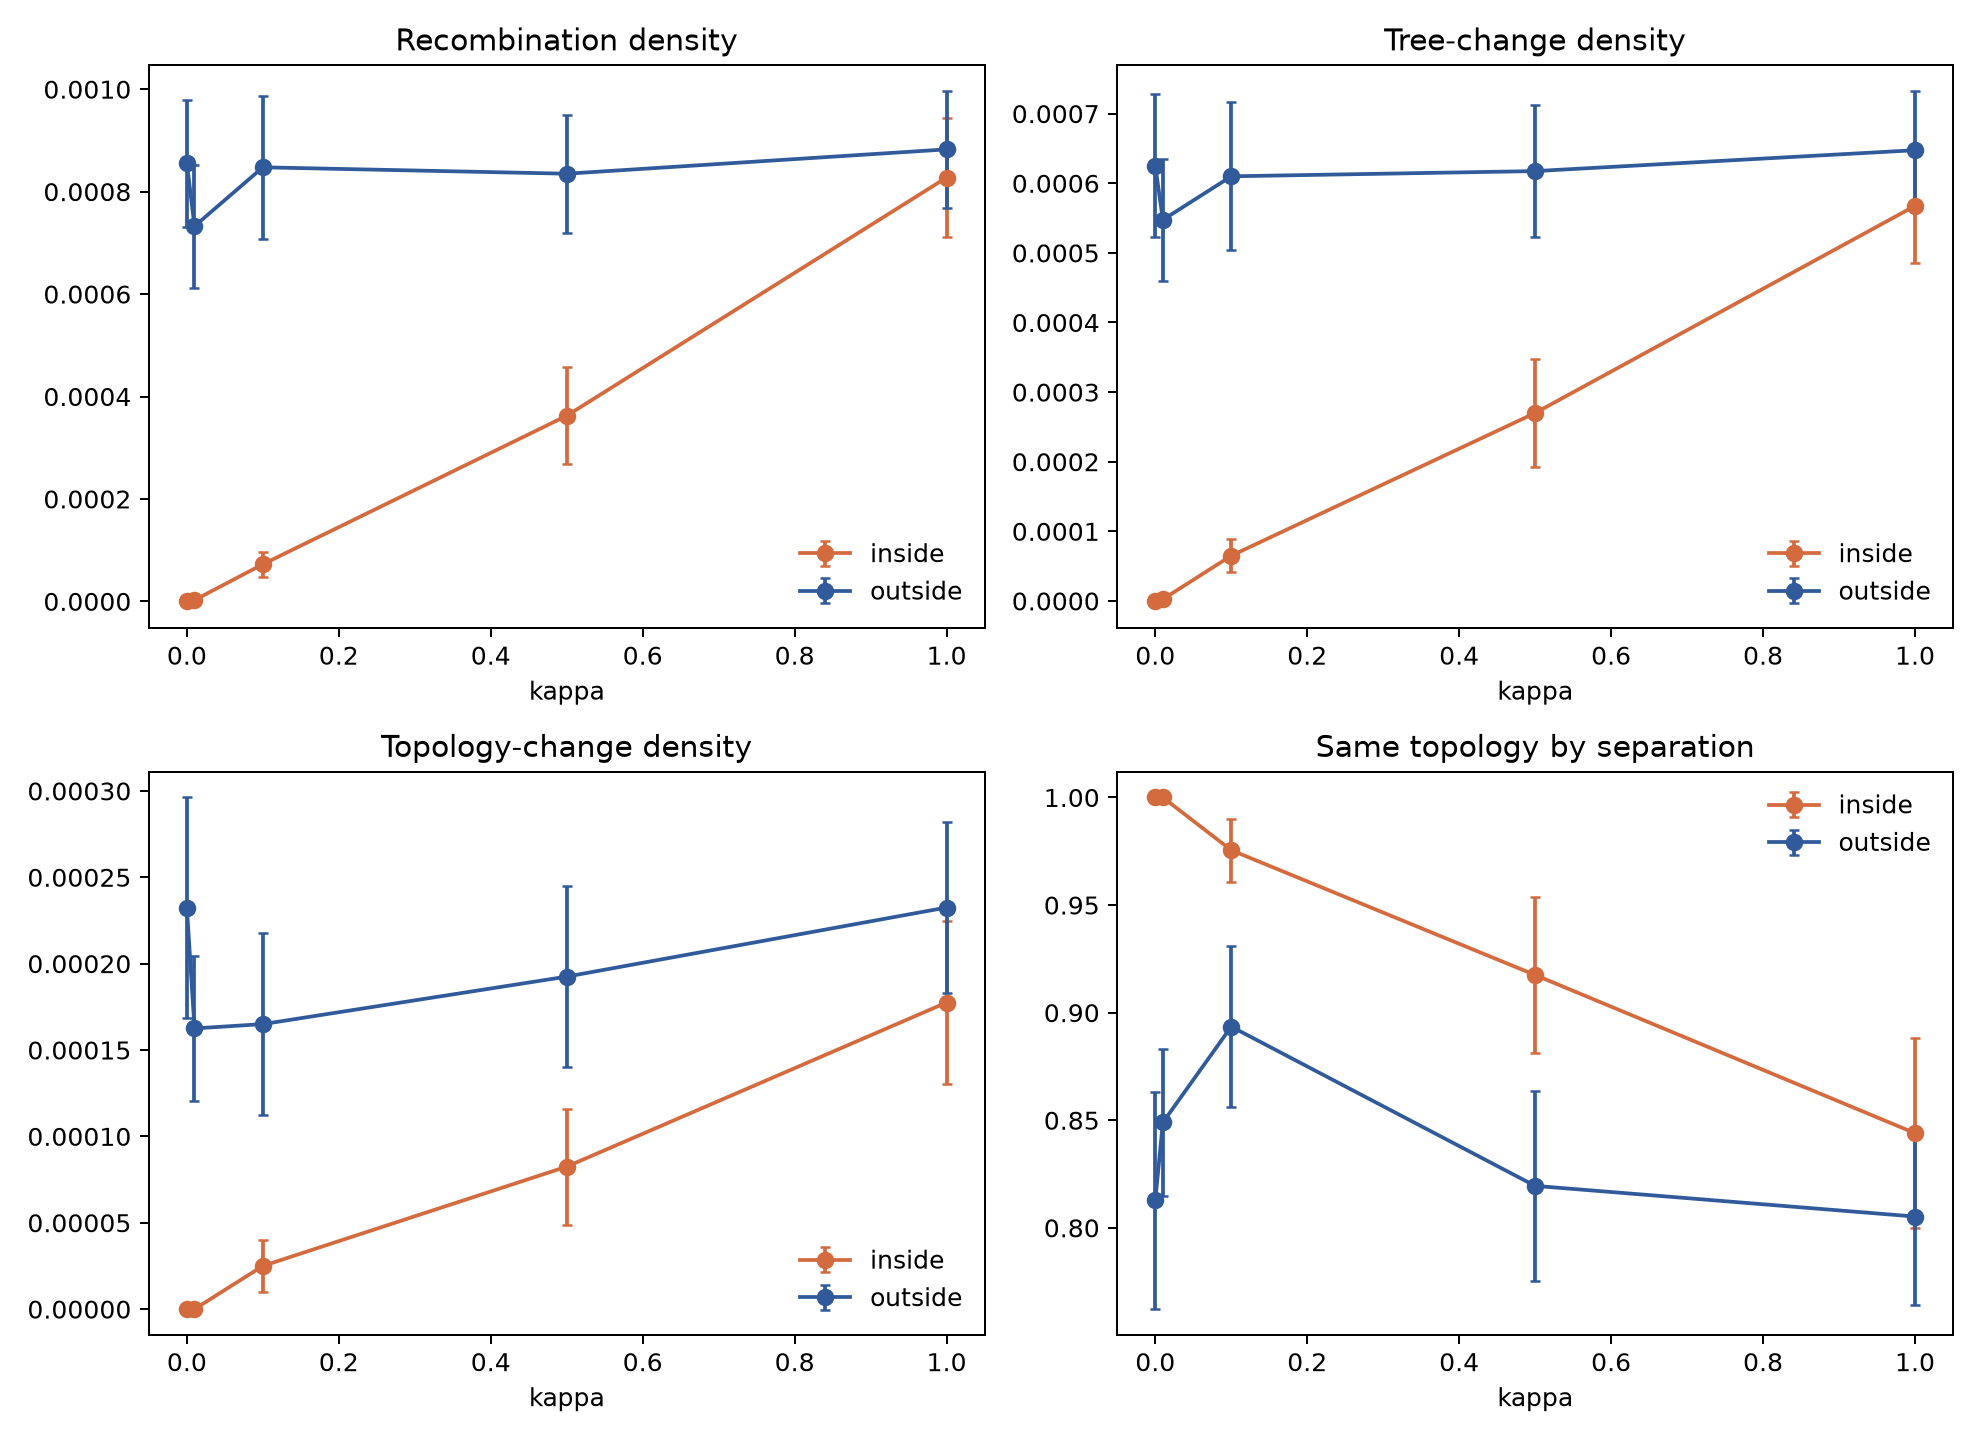 Recombination density
0.0010
0.0008
0.0006
0.0004
0.0002
0.0000
inside
outside
0.0 0.2 0.4 0.6 0.8 1.0
kappa
Tree-change density
0.0007
0.0006
0.0005
0.0004
0.0003
0.0002
0.0001
0.0000
inside
outside
0.0 0.2 0.4 0.6 0.8 1.0
kappa
Topology-change density
0.00030
0.00025
0.00020
0.00015
0.00010
0.00005
0.00000
inside
outside
0.0 0.2 0.4 0.6 0.8 1.0
kappa
Same topology by separation
inside
outside
1.00
0.95
0.90
0.85
0.80
0.0 0.2 0.4 0.6 0.8 1.0
kappa